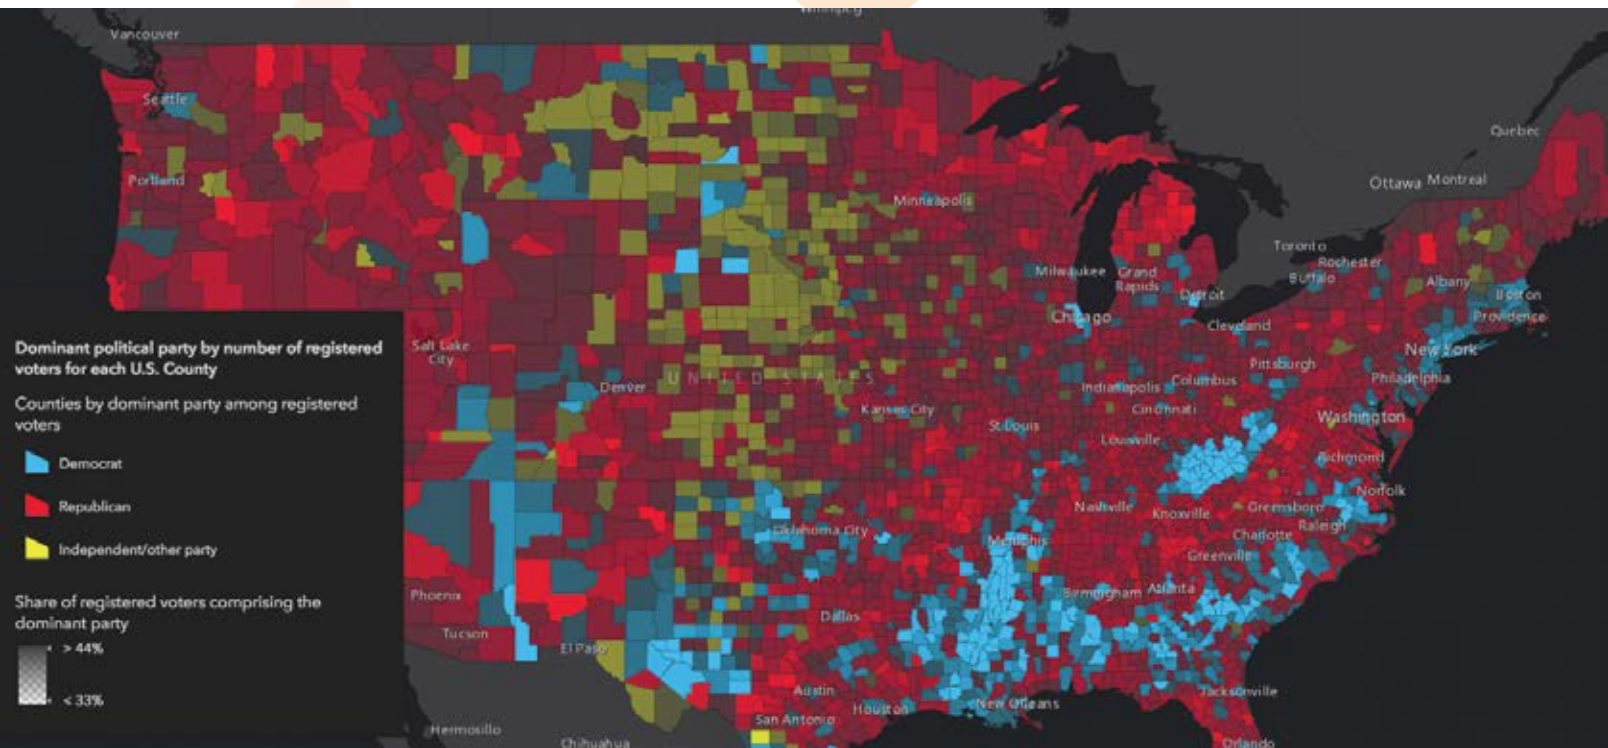 Winnipeg
Vancouver
Seattle
Quebec
Portland
Ottawa
Montreal
Minneapolis
Toronto
Rochester
Buffalo
Milwaukee
Grand
Rapids
Detroit
Albany
Boston
Providence
Chicago
Cleveland
New York
Dominant political party by number of registered
voters for each U.S. County
Salt Lake
City
Pittsburgh
Philadelphia
Denver
UNITED STATES
Indianapolis
Columbus
Counties by dominant party among registered
voters
Kansas City
Cincinnati
Washington
St Louis
Louisville
Democrat
Richmond
Norfolk
Republican
Nashville
Knoxville
Greensboro
Raleigh
Oklahoma City
Memphis
Charlotte
Greenville
Independent/other party
Phoenix
Birmingham
Atlanta
Share of registered voters comprising the
dominant party
Dallas
Tucson
El Paso
> 44%
Austin
Jacksonville
< 33%
Houston
New Orleans
San Antonio
Hermosillo
Chihuahua
Orlando